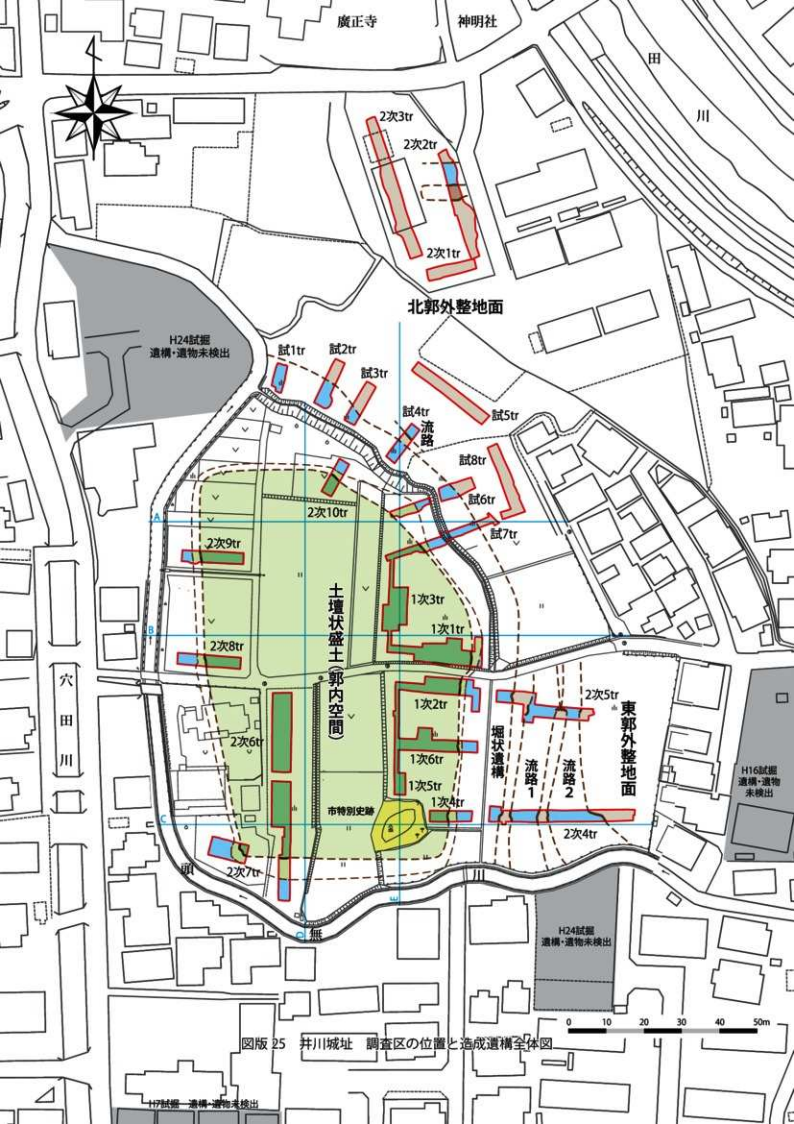 廣正寺
神明社
田
川
2次3tr
2次2tr
2次1tr
北郭外整地面
H24試掘
遺構・遺物未検出
試1tr
試2tr
試3tr
試4tr
流路
試5tr
試8tr
試6tr
試7tr
2次10tr
A
2次9tr
土壇状盛土(郭内空間)
1次3tr
1次1tr
B
2次8tr
穴田川
1次2tr
2次5tr
東郭外整地面
2次6tr
堀状遺構
流路1
流路2
1次6tr
1次5tr
H16試掘
遺構・遺物
未検出
市特別史跡
1次4tr
C
2次4tr
2次7tr
頭
無
川
D
E
H24試掘
遺構・遺物未検出
0 10 20 30 40 50m
図版 25 井川城址 調査区の位置と造成遺構全体図
H7試掘 遺構・遺物未検出